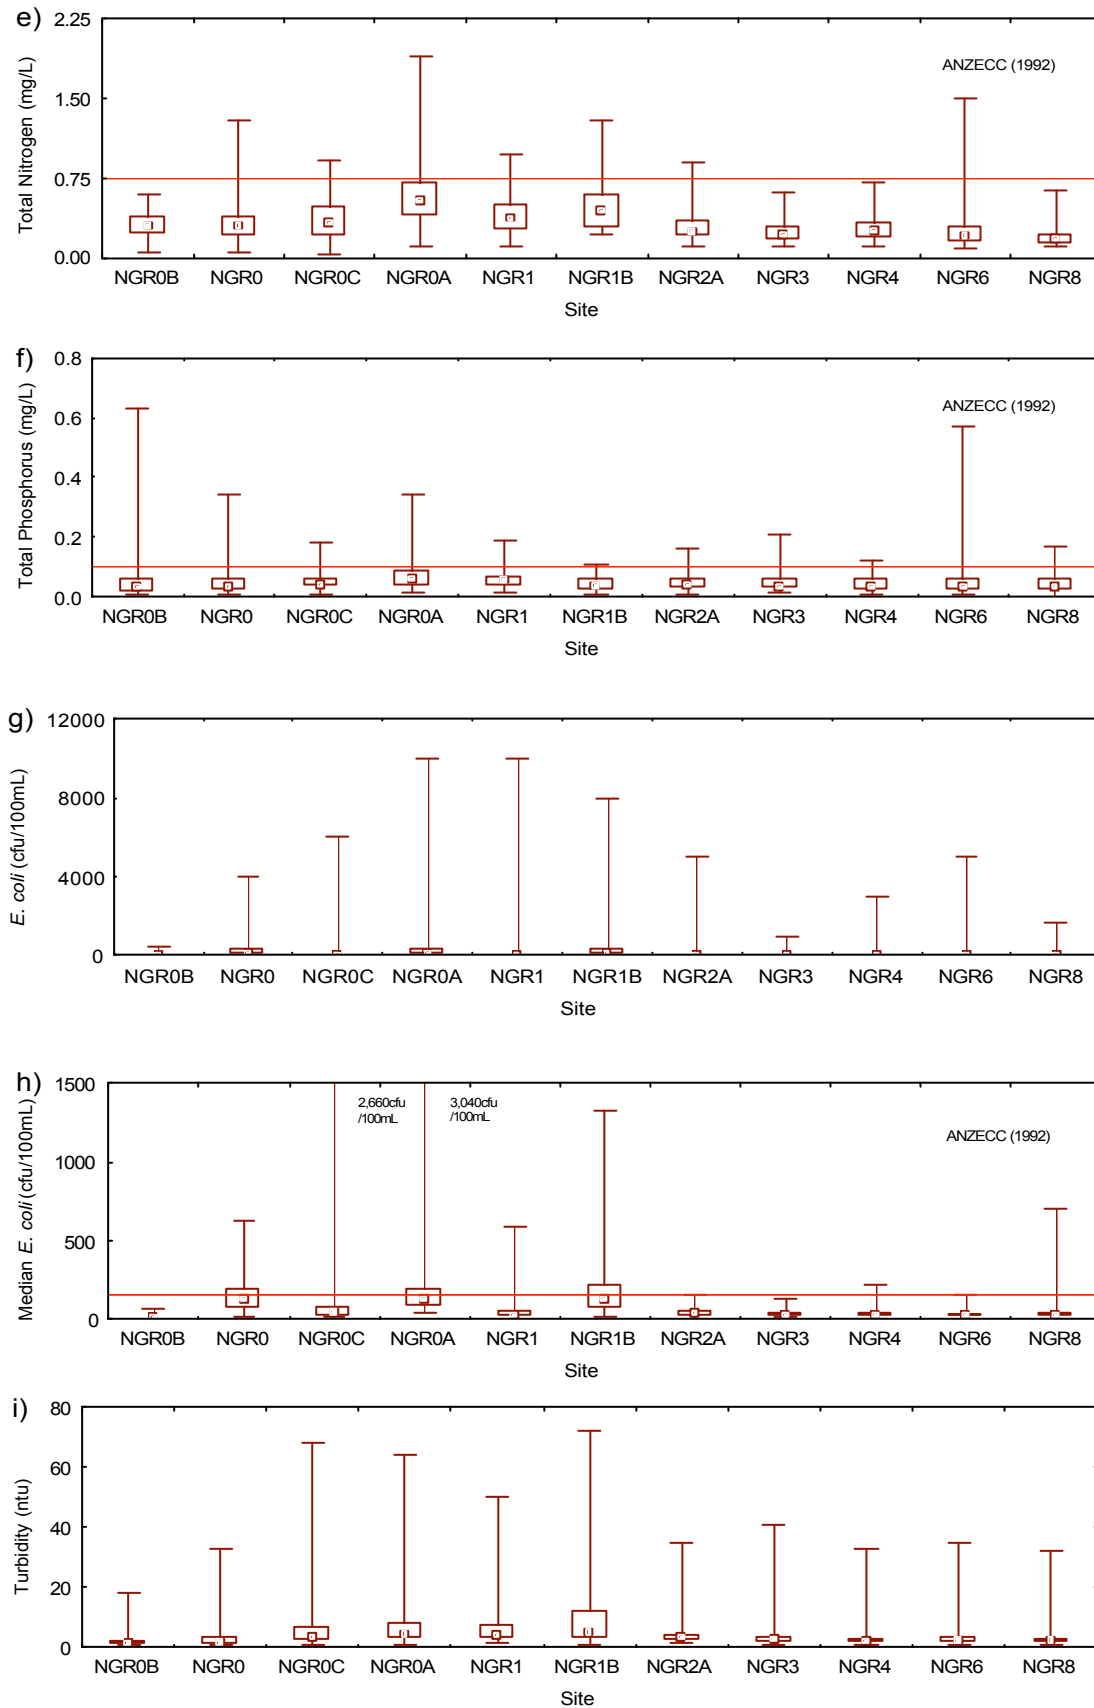 e)
Total Nitrogen (mg/L)
2.25
1.50
0.75
0.00
ANZECC (1992)
NGR0B NGR0 NGR0C NGR0A NGR1 NGR1B NGR2A NGR3 NGR4 NGR6 NGR8
Site
f)
Total Phosphorus (mg/L)
0.8
0.6
0.4
0.2
0.0
ANZECC (1992)
NGR0B NGR0 NGR0C NGR0A NGR1 NGR1B NGR2A NGR3 NGR4 NGR6 NGR8
Site
g)
E. coli (cfu/100mL)
12000
8000
4000
0
NGR0B NGR0 NGR0C NGR0A NGR1 NGR1B NGR2A NGR3 NGR4 NGR6 NGR8
Site
h)
Median E. coli (cfu/100mL)
1500
1000
500
0
2,660cfu
/100mL
3,040cfu
/100mL
ANZECC (1992)
NGR0B NGR0 NGR0C NGR0A NGR1 NGR1B NGR2A NGR3 NGR4 NGR6 NGR8
Site
i)
Turbidity (ntu)
80
60
40
20
0
NGR0B NGR0 NGR0C NGR0A NGR1 NGR1B NGR2A NGR3 NGR4 NGR6 NGR8
Site